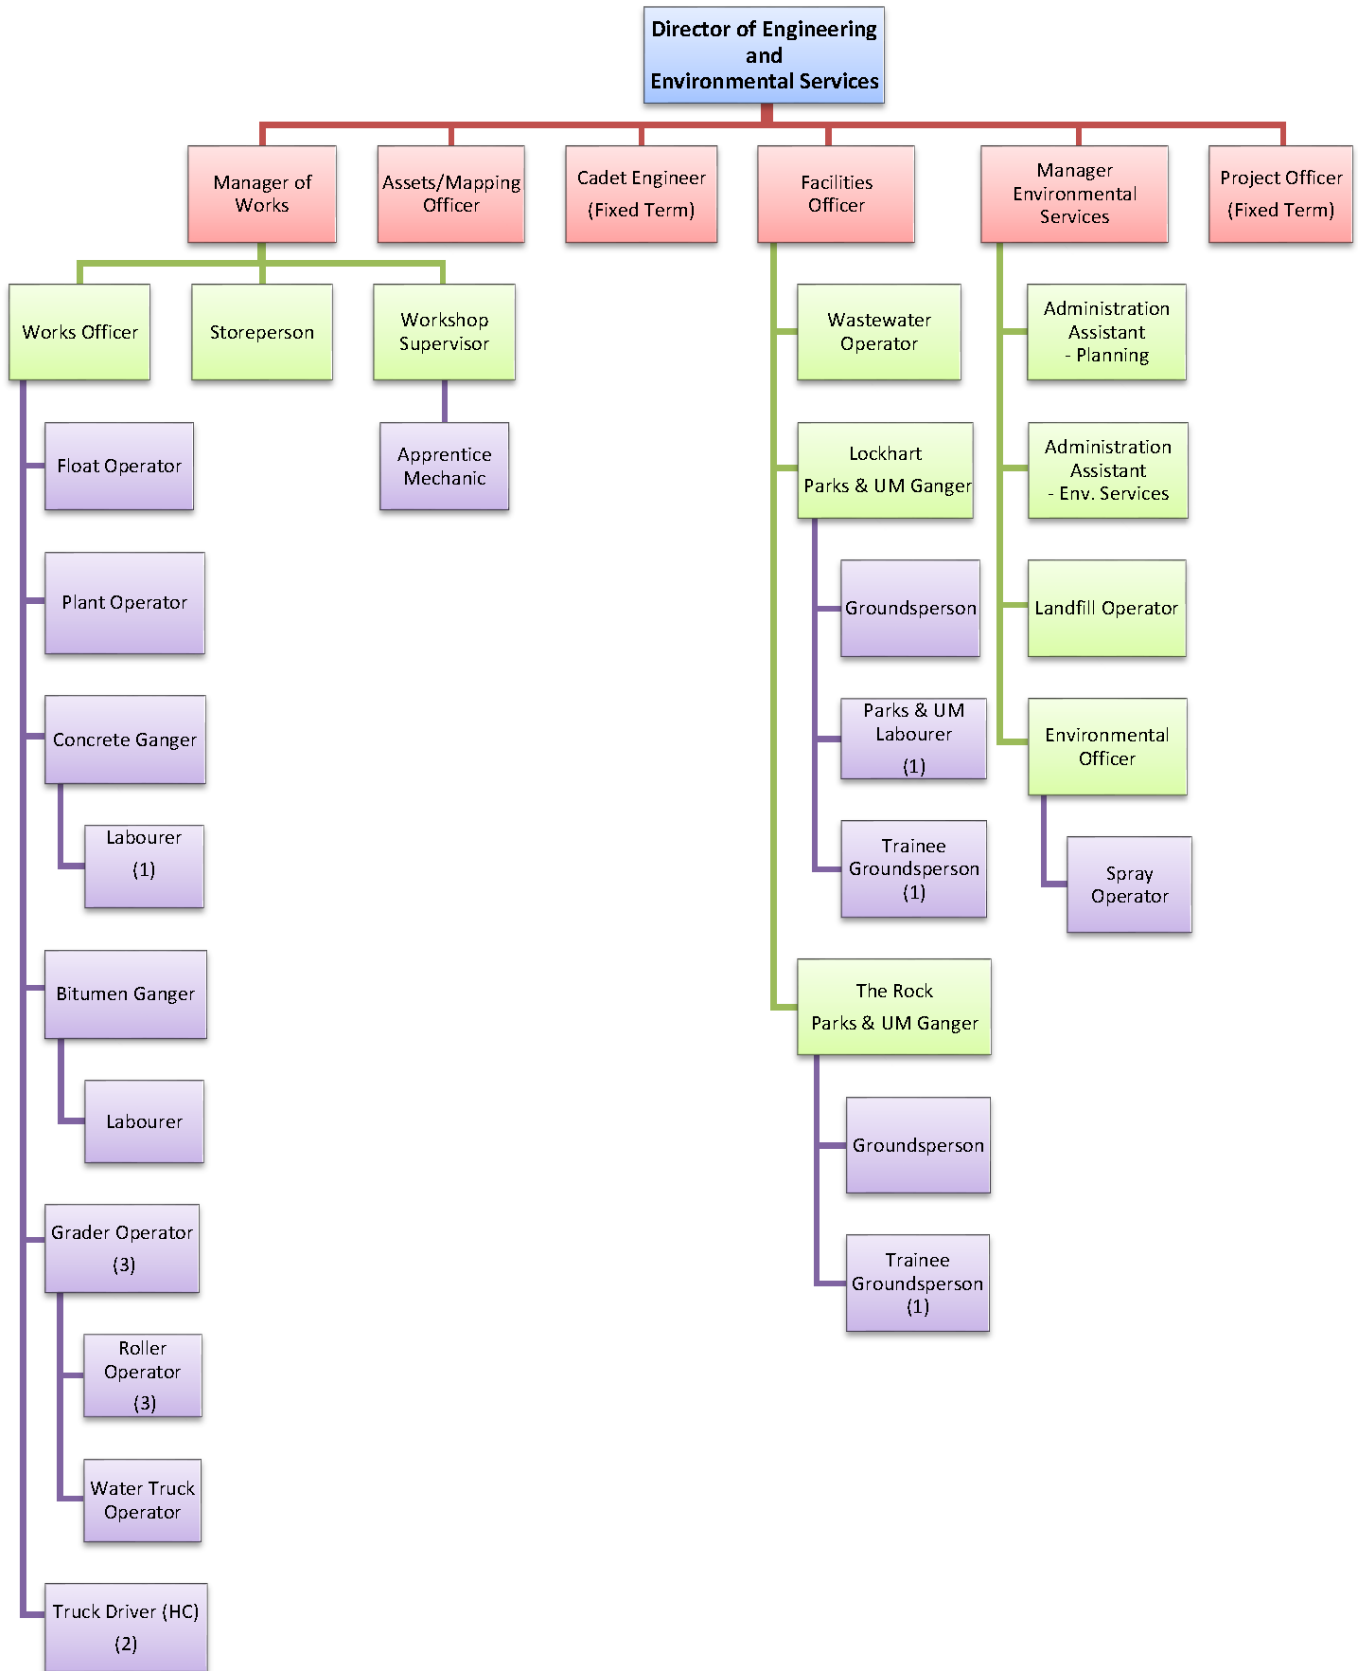 Director of Engineering
and
Environmental Services
Manager of
Works
Assets/Mapping
Officer
Cadet Engineer
(Fixed Term)
Facilities
Officer
Manager
Environmental
Services
Project Officer
(Fixed Term)
Works Officer
Storeperson
Workshop
Supervisor
Apprentice
Mechanic
Float Operator
Plant Operator
Concrete Ganger
Labourer
(1)
Bitumen Ganger
Labourer
Grader Operator
(3)
Roller
Operator
(3)
Water Truck
Operator
Truck Driver (HC)
(2)
Wastewater
Operator
Lockhart
Parks & UM Ganger
Groundsperson
Parks & UM
Labourer
(1)
Trainee
Groundsperson
(1)
The Rock
Parks & UM Ganger
Groundsperson
Trainee
Groundsperson
(1)
Administration
Assistant
- Planning
Administration
Assistant
- Env. Services
Landfill Operator
Environmental
Officer
Spray
Operator